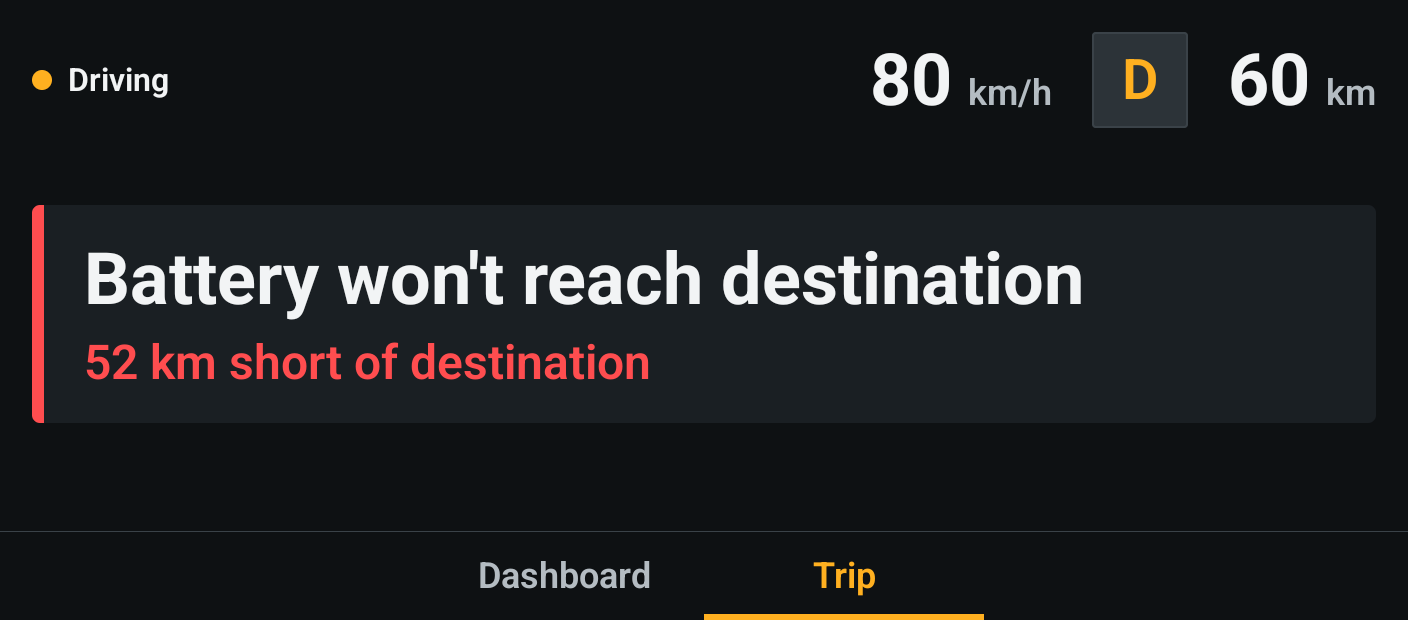 Driving 80 km/h D 60 km
Battery won't reach destination
52 km short of destination
Dashboard Trip